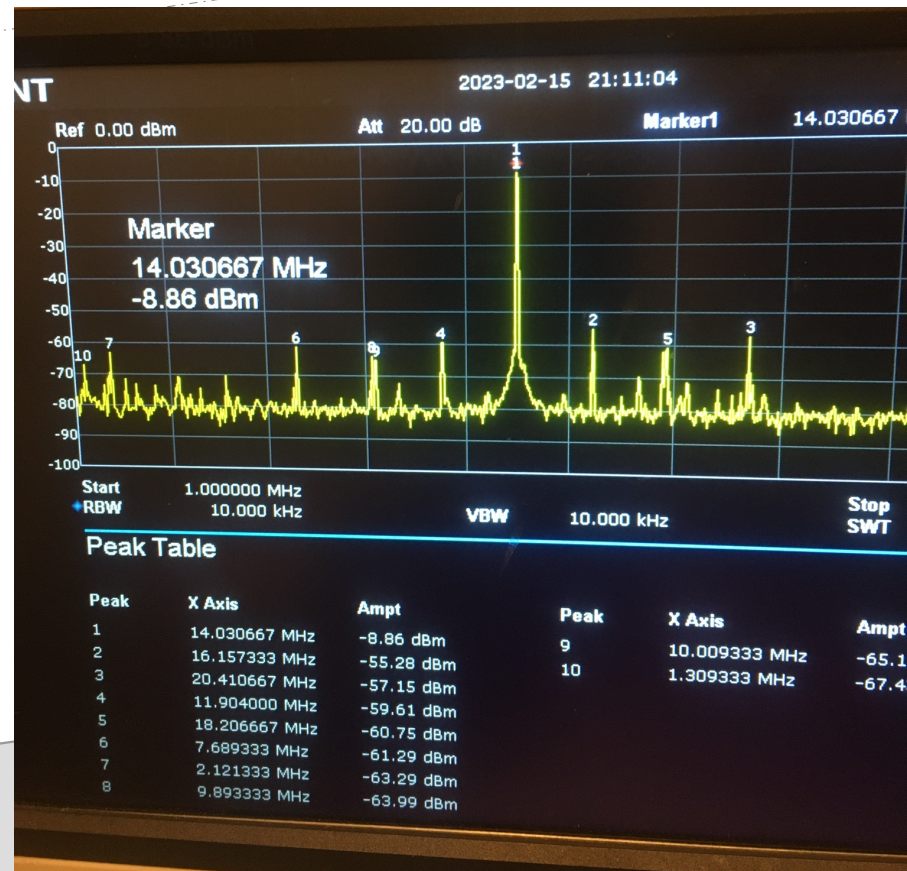 NT
2023-02-15 21:11:04
Ref 0.00 dBm Att 20.00 dB Marker1 14.030667
0
-10
-20
-30
-40
-50
-60
-70
-80
-90
-100
Marker
14.030667 MHz
-8.86 dBm
1
1
2
3
4
5
6
7
8
9
10
Start 1.000000 MHz Stop
RBW 10.000 kHz VBW 10.000 kHz SWT
Peak Table
Peak X Axis Ampt Peak X Axis Ampt
1 14.030667 MHz -8.86 dBm 9 10.009333 MHz -65.1
2 16.157333 MHz -55.28 dBm 10 1.309333 MHz -67.4
3 20.410667 MHz -57.15 dBm
4 11.904000 MHz -59.61 dBm
5 18.206667 MHz -60.75 dBm
6 7.689333 MHz -61.29 dBm
7 2.121333 MHz -63.29 dBm
8 9.893333 MHz -63.99 dBm